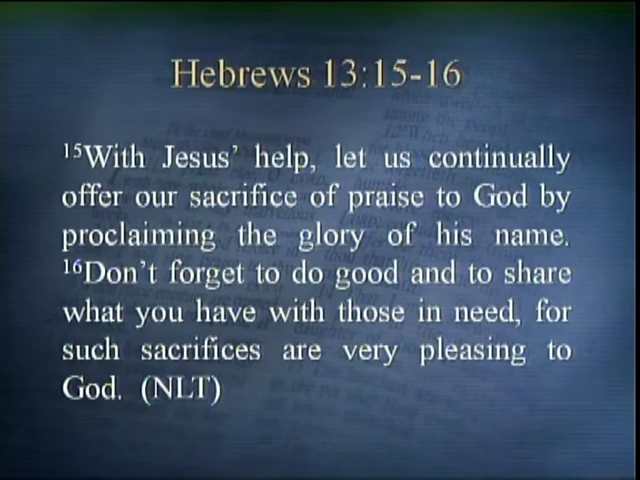 Hebrews 13:15-16
15With Jesus' help, let us continually
offer our sacrifice of praise to God by
proclaiming the glory of his name.
16Don't forget to do good and to share
what you have with those in need, for
such sacrifices are very pleasing to
God. (NLT)